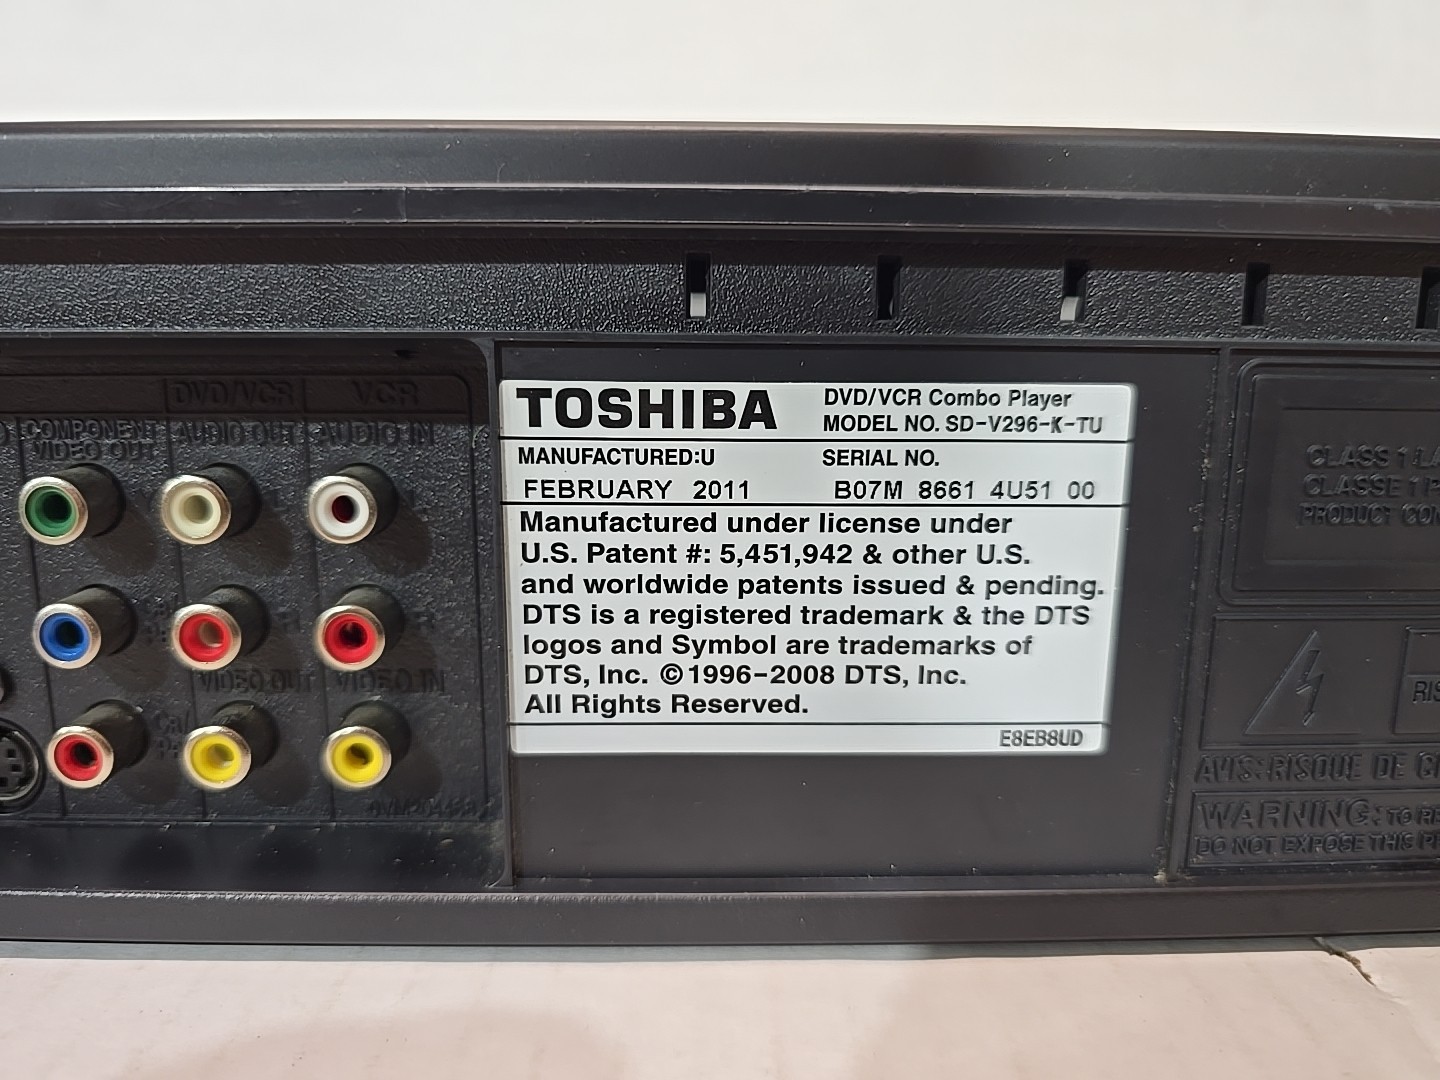 DVD/VCR VCR
COMPONENT VIDEO OUT AUDIO OUT AUDIO IN
VIDEO OUT VIDEO IN
TOSHIBA
DVD/VCR Combo Player
MODEL NO. SD-V296-K-TU
MANUFACTURED:U SERIAL NO.
FEBRUARY 2011 B07M 8661 4U51 00
Manufactured under license under
U.S. Patent #: 5,451,942 & other U.S.
and worldwide patents issued & pending.
DTS is a registered trademark & the DTS
logos and Symbol are trademarks of
DTS, Inc. ©1996-2008 DTS, Inc.
All Rights Reserved.
E8EB8UD
CLASS 1
CLASSE 1
PRODUCT
AVIS: RISQUE DE
WARNING: TO
DO NOT EXPOSE THIS